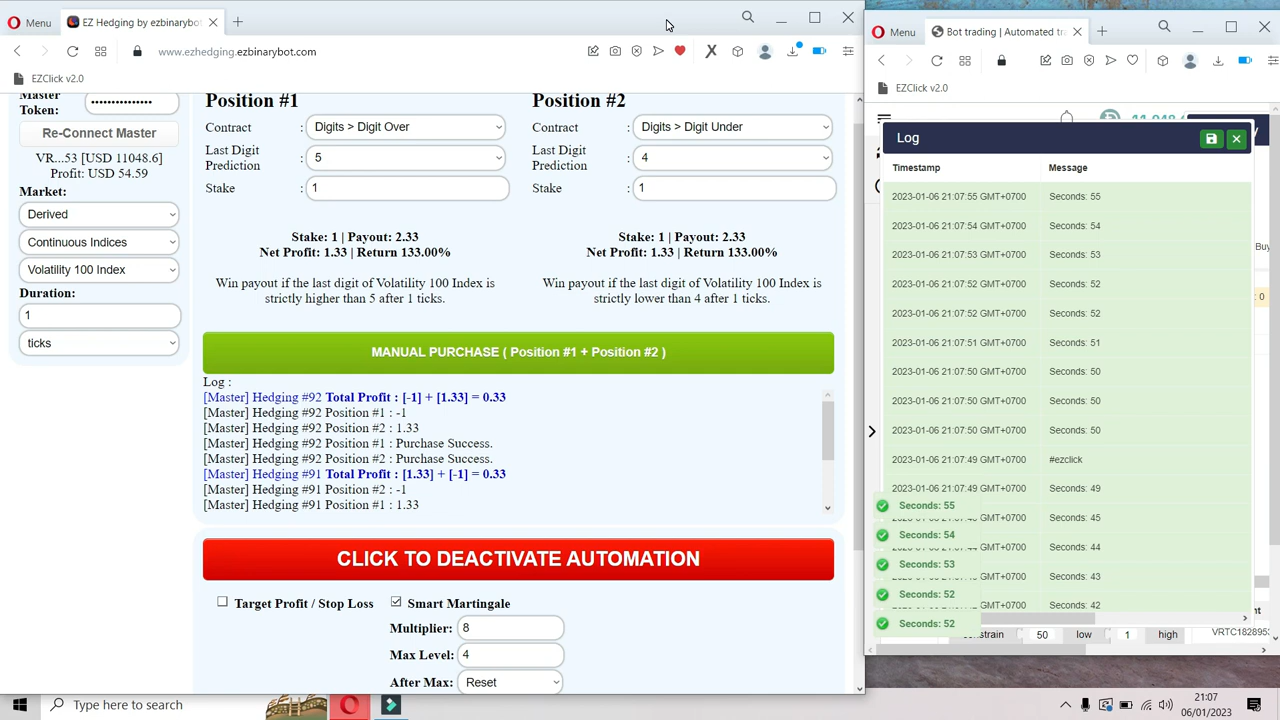 Menu
EZ Hedging by ezbinarybot
www.ezhedging.ezbinarybot.com
EZClick v2.0
Master
Token:
••••••••••••••
Re-Connect Master
VR...53 [USD 11048.6]
Profit: USD 54.59
Market:
Derived
Continuous Indices
Volatility 100 Index
Duration:
1
ticks
Position #1
Contract : Digits > Digit Over
Last Digit : 5
Prediction
Stake : 1
Stake: 1 | Payout: 2.33
Net Profit: 1.33 | Return 133.00%
Win payout if the last digit of Volatility 100 Index is
strictly higher than 5 after 1 ticks.
Position #2
Contract : Digits > Digit Under
Last Digit : 4
Prediction
Stake : 1
Stake: 1 | Payout: 2.33
Net Profit: 1.33 | Return 133.00%
Win payout if the last digit of Volatility 100 Index is
strictly lower than 4 after 1 ticks.
MANUAL PURCHASE ( Position #1 + Position #2 )
Log :
[Master] Hedging #92 Total Profit : [-1] + [1.33] = 0.33
[Master] Hedging #92 Position #1 : -1
[Master] Hedging #92 Position #2 : 1.33
[Master] Hedging #92 Position #1 : Purchase Success.
[Master] Hedging #92 Position #2 : Purchase Success.
[Master] Hedging #91 Total Profit : [1.33] + [-1] = 0.33
[Master] Hedging #91 Position #2 : -1
[Master] Hedging #91 Position #1 : 1.33
CLICK TO DEACTIVATE AUTOMATION
Target Profit / Stop Loss
Smart Martingale
Multiplier: 8
Max Level: 4
After Max: Reset
Menu
Bot trading | Automated tra
EZClick v2.0
Log
Timestamp Message
2023-01-06 21:07:55 GMT+0700 Seconds: 55
2023-01-06 21:07:54 GMT+0700 Seconds: 54
2023-01-06 21:07:53 GMT+0700 Seconds: 53
2023-01-06 21:07:52 GMT+0700 Seconds: 52
2023-01-06 21:07:52 GMT+0700 Seconds: 52
2023-01-06 21:07:51 GMT+0700 Seconds: 51
2023-01-06 21:07:50 GMT+0700 Seconds: 50
2023-01-06 21:07:50 GMT+0700 Seconds: 50
2023-01-06 21:07:50 GMT+0700 Seconds: 50
2023-01-06 21:07:49 GMT+0700 #ezclick
2023-01-06 21:07:49 GMT+0700 Seconds: 49
Seconds: 55
GMT+0700 Seconds: 45
Seconds: 54
GMT+0700 Seconds: 44
Seconds: 53
GMT+0700 Seconds: 43
Seconds: 52
GMT+0700 Seconds: 42
Seconds: 52
Buy
: 0
constrain 50 low 1 high
VRTC1828953
Type here to search
21:07
06/01/2023